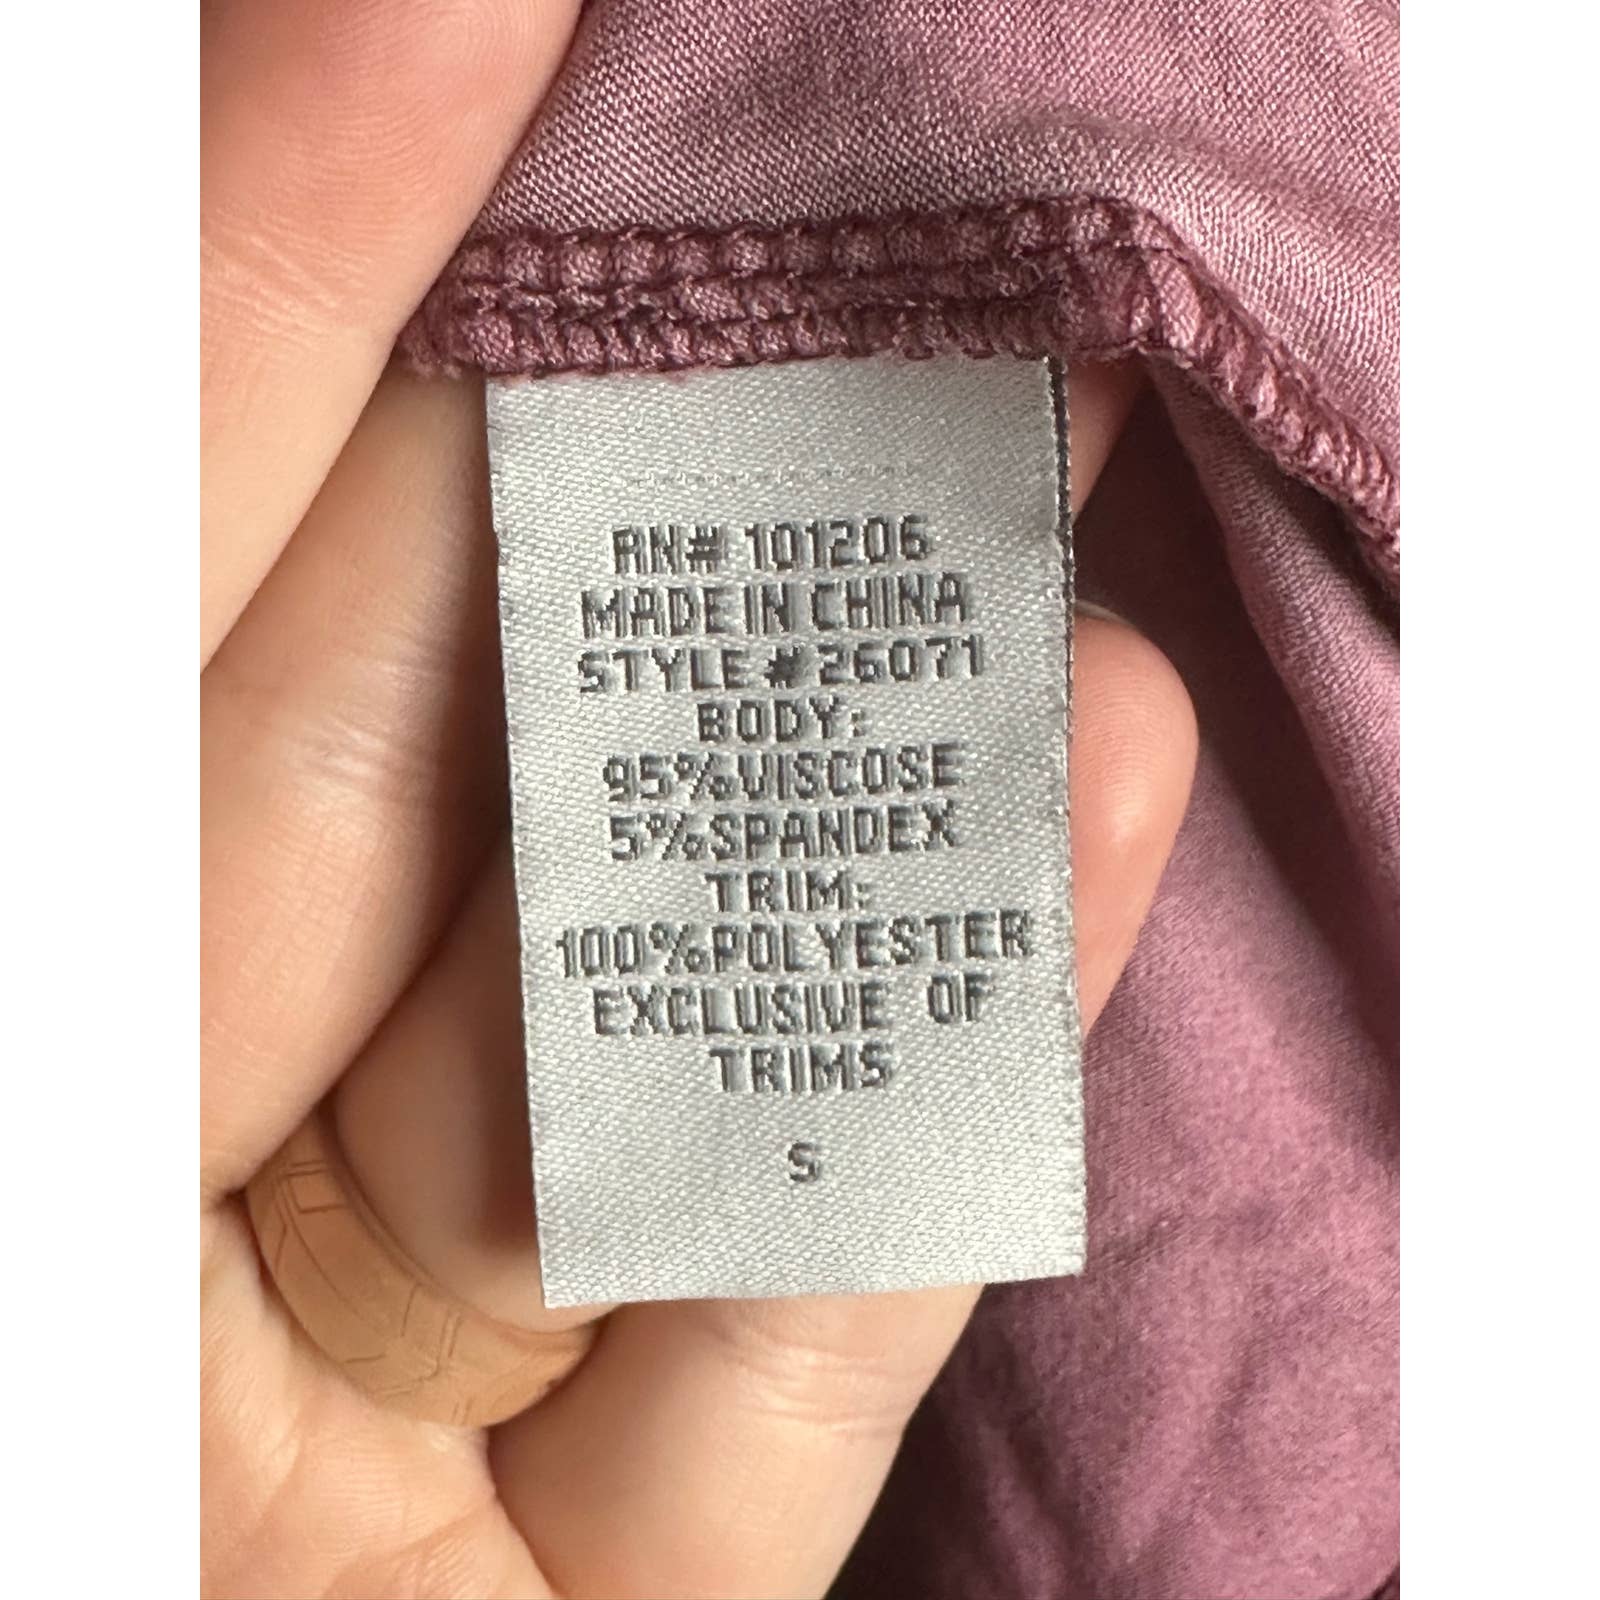 RN# 101206
MADE IN CHINA
STYLE # 26071
BODY:
95%VISCOSE
5%SPANDEX
TRIM:
100%POLYESTER
EXCLUSIVE OF
TRIMS
S